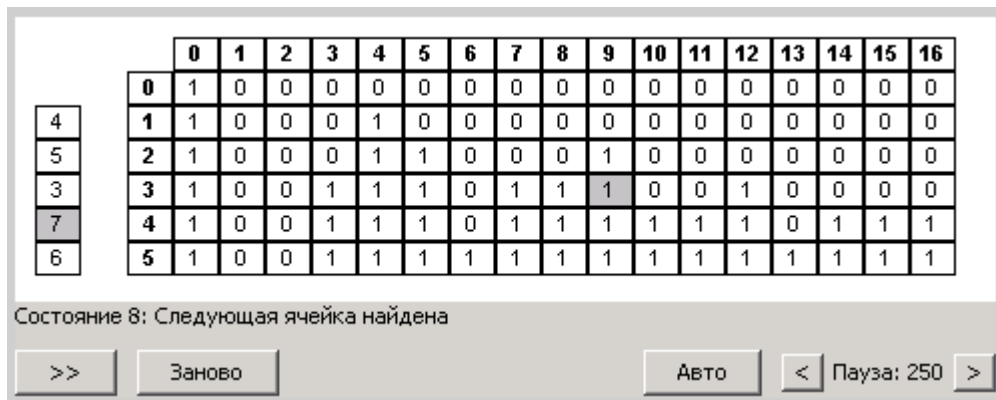 0 1 2 3 4 5 6 7 8 9 10 11 12 13 14 15 16
0 1 0 0 0 0 0 0 0 0 0 0 0 0 0 0 0 0
4 1 1 0 0 0 1 0 0 0 0 0 0 0 0 0 0 0 0
5 2 1 0 0 0 1 1 0 0 0 1 0 0 0 0 0 0 0
3 3 1 0 0 1 1 1 0 1 1 1 0 0 1 0 0 0 0
7 4 1 0 0 1 1 1 0 1 1 1 1 1 1 0 1 1 1
6 5 1 0 0 1 1 1 1 1 1 1 1 1 1 1 1 1 1
Состояние 8: Следующая ячейка найдена
>> Заново Авто < Пауза: 250 >